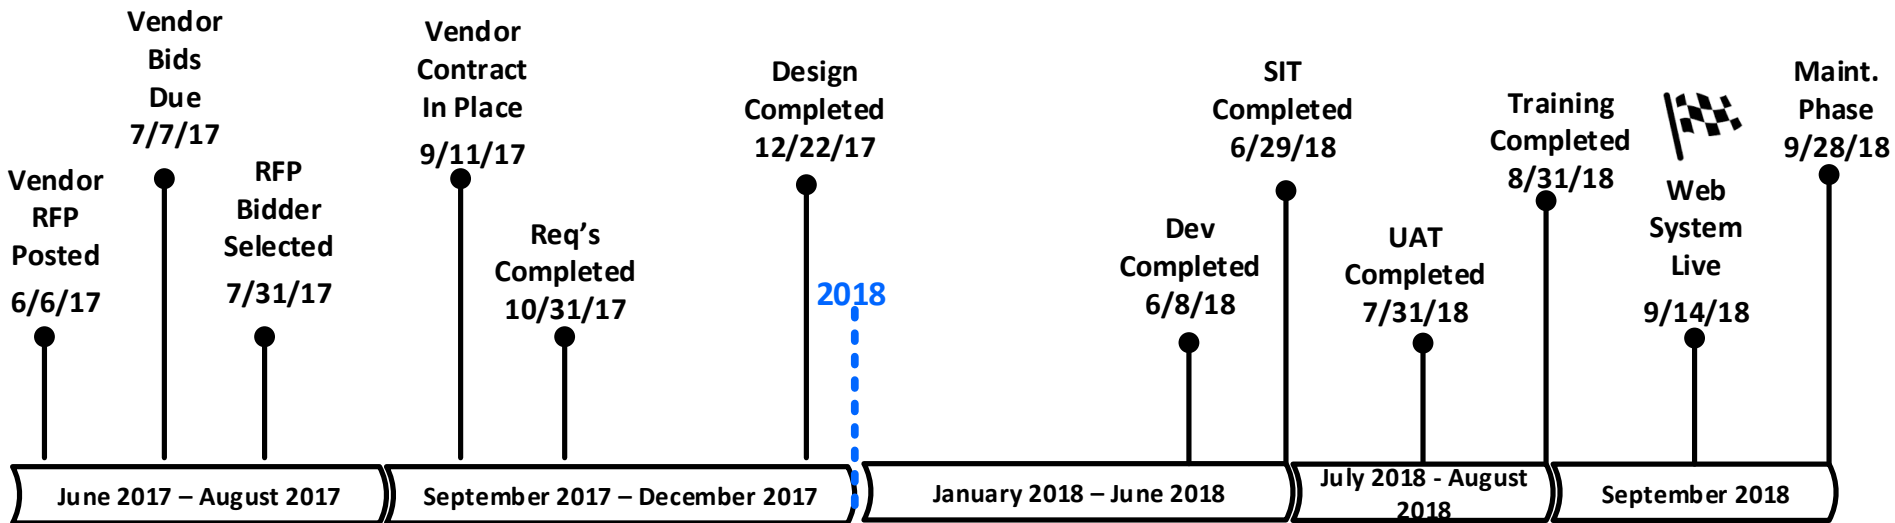 Vendor
RFP
Posted
6/6/17
Vendor
Bids
Due
7/7/17
RFP
Bidder
Selected
7/31/17
Vendor
Contract
In Place
9/11/17
Req's
Completed
10/31/17
Design
Completed
12/22/17
2018
Dev
Completed
6/8/18
SIT
Completed
6/29/18
UAT
Completed
7/31/18
Training
Completed
8/31/18
Web
System
Live
9/14/18
Maint.
Phase
9/28/18
June 2017 – August 2017
September 2017 – December 2017
January 2018 – June 2018
July 2018 - August
2018
September 2018